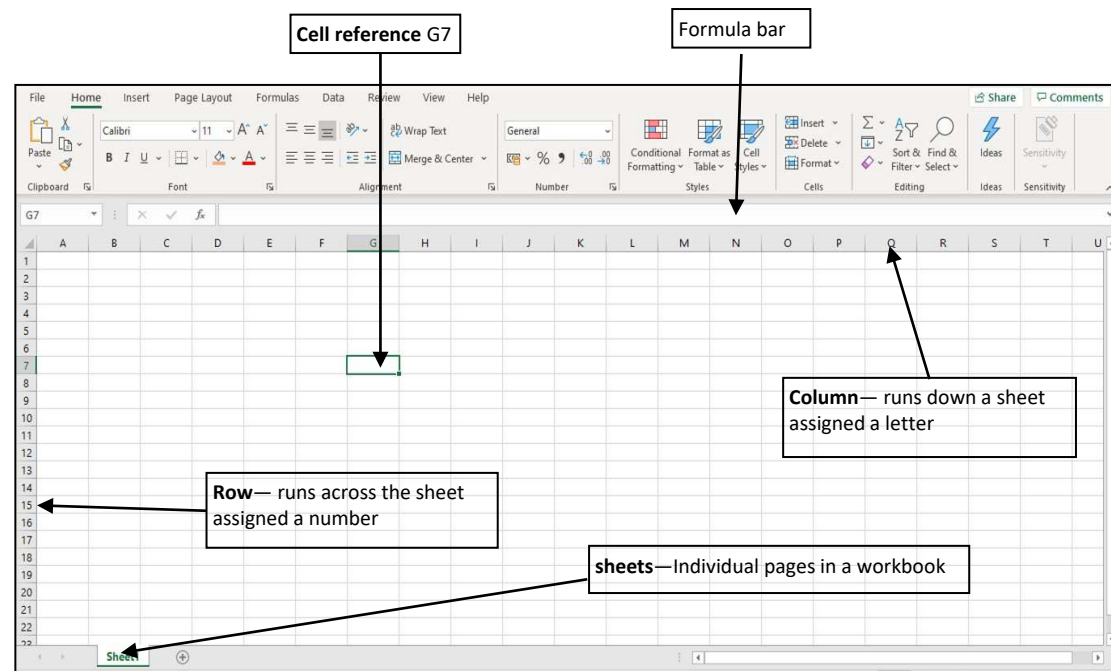 Cell reference G7
Formula bar
File Home Insert Page Layout Formulas Data Review View Help Share Comments
Calibri 11 A^ A˅ ab Wrap Text General Insert Σ A
Z
Paste B I U A Merge & Center % 9 Conditional Format as Cell Delete Sort & Find & Ideas Sensitivity
Formatting Table Styles Format Filter Select
Clipboard Font Alignment Number Styles Cells Editing Ideas Sensitivity
G7 fx
A B C D E F G H I J K L M N O P Q R S T U
1
2
3
4
5
6
7
8
9
10
11
12
13
14
15
16
17
18
19
20
21
22
23
Column— runs down a sheet
assigned a letter
Row— runs across the sheet
assigned a number
sheets—Individual pages in a workbook
Sheet1